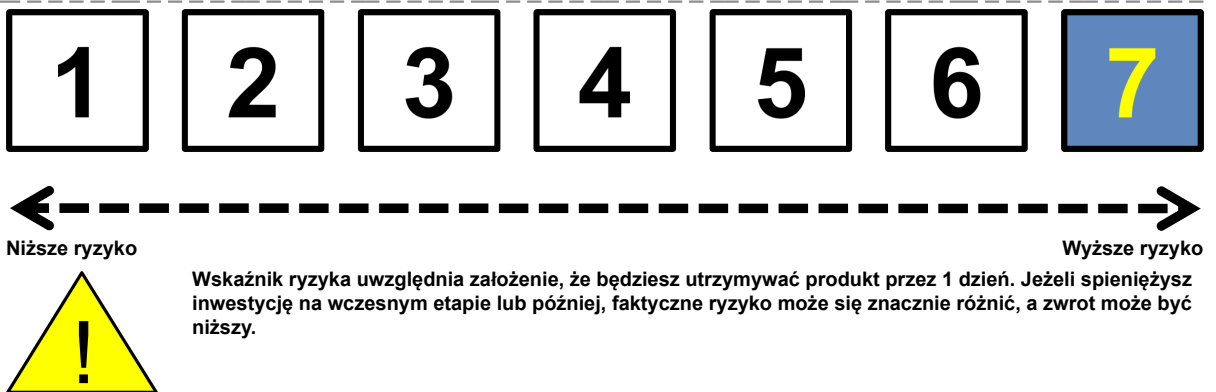 1 2 3 4 5 6 7
Niższe ryzyko Wyższe ryzyko
Wskaźnik ryzyka uwzględnia założenie, że będziesz utrzymywać produkt przez 1 dzień. Jeżeli spieniężysz
inwestycję na wczesnym etapie lub później, faktyczne ryzyko może się znacznie różnić, a zwrot może być
niższy.
!